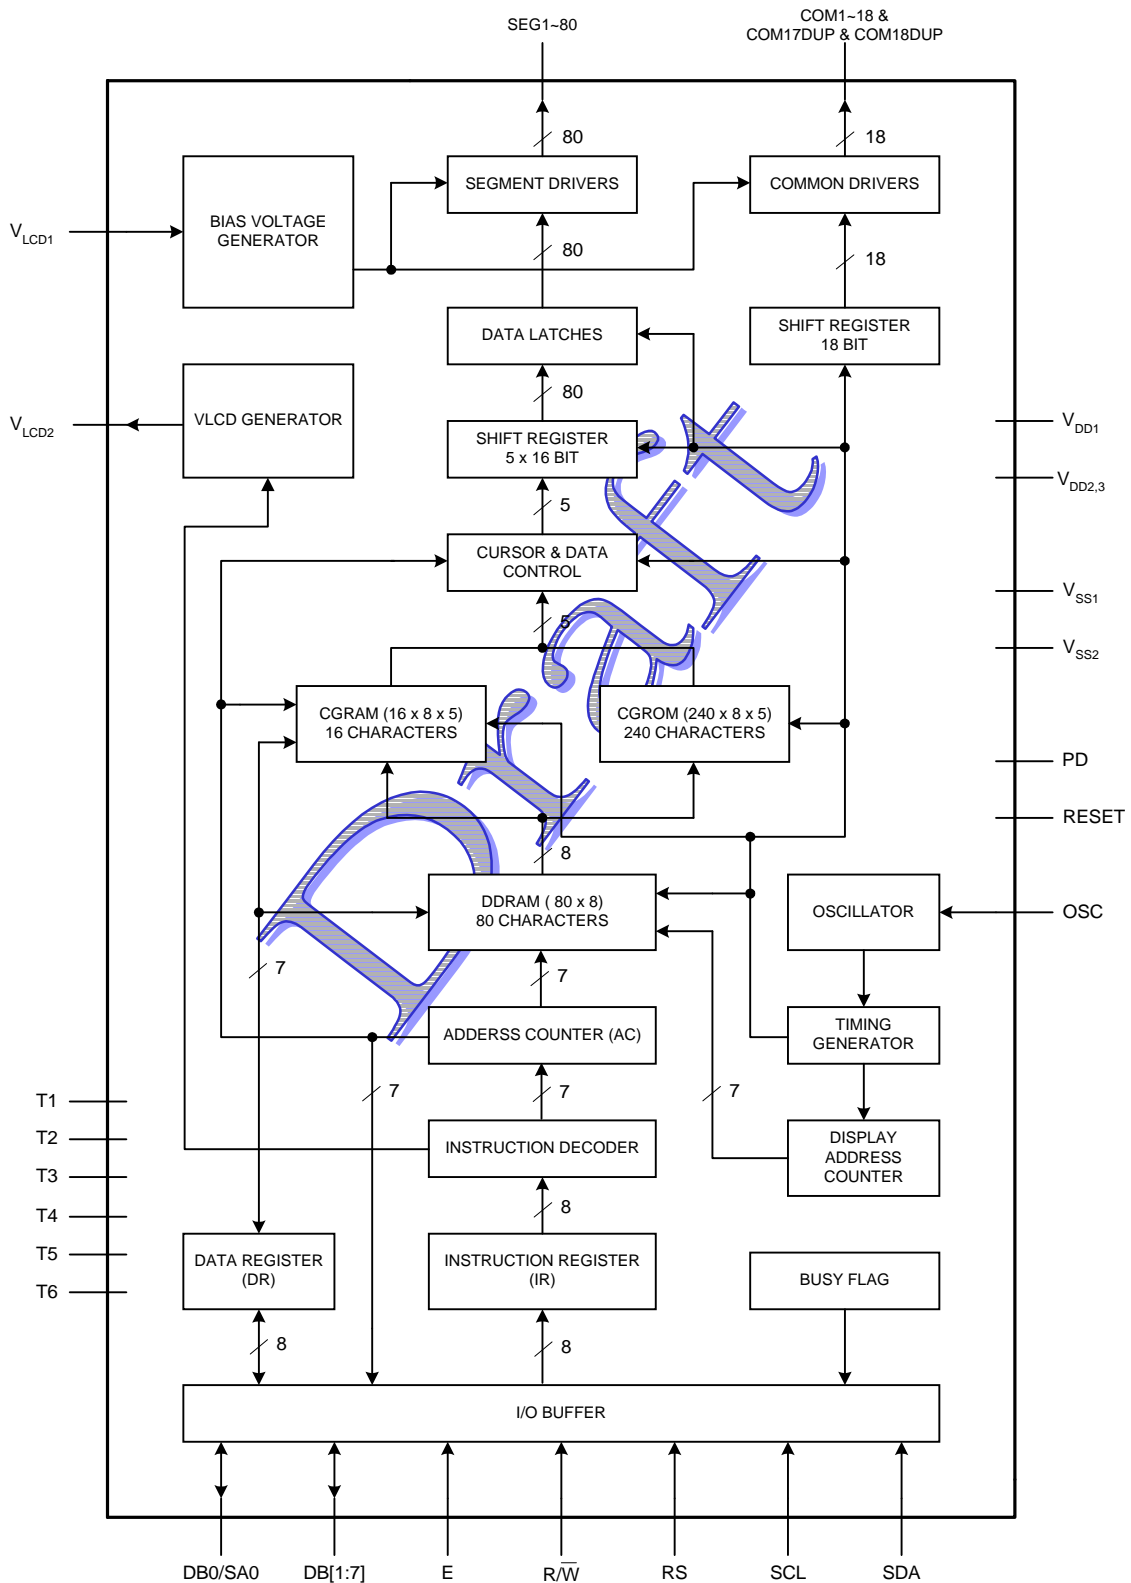 SEG1~80
COM1~18 &
COM17DUP & COM18DUP
80
18
BIAS VOLTAGE
GENERATOR
SEGMENT DRIVERS
COMMON DRIVERS
VLCD1
80
18
DATA LATCHES
SHIFT REGISTER
18 BIT
80
VLCD2
VLCD GENERATOR
SHIFT REGISTER
5 x 16 BIT
VDD1
VDD2,3
5
CURSOR & DATA
CONTROL
VSS1
5
VSS2
CGRAM (16 x 8 x 5)
16 CHARACTERS
CGROM (240 x 8 x 5)
240 CHARACTERS
PD
RESET
8
DDRAM ( 80 x 8)
80 CHARACTERS
OSCILLATOR
OSC
7
7
ADDERSS COUNTER (AC)
TIMING
GENERATOR
7
7
7
T1
T2
T3
T4
T5
T6
INSTRUCTION DECODER
DISPLAY
ADDRESS
COUNTER
8
DATA REGISTER
(DR)
INSTRUCTION REGISTER
(IR)
BUSY FLAG
8
8
I/O BUFFER
DB0/SA0
DB[1:7]
E
R/W̅
RS
SCL
SDA
Draft